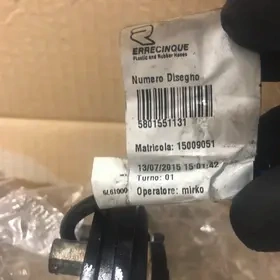 ERRECINQUE
Plastic and Rubber Hoses
Numero Disegno
5801551131
Matricola: 15009051
13/07/2015 15:01:42
Turno: 01
Operatore: mirko